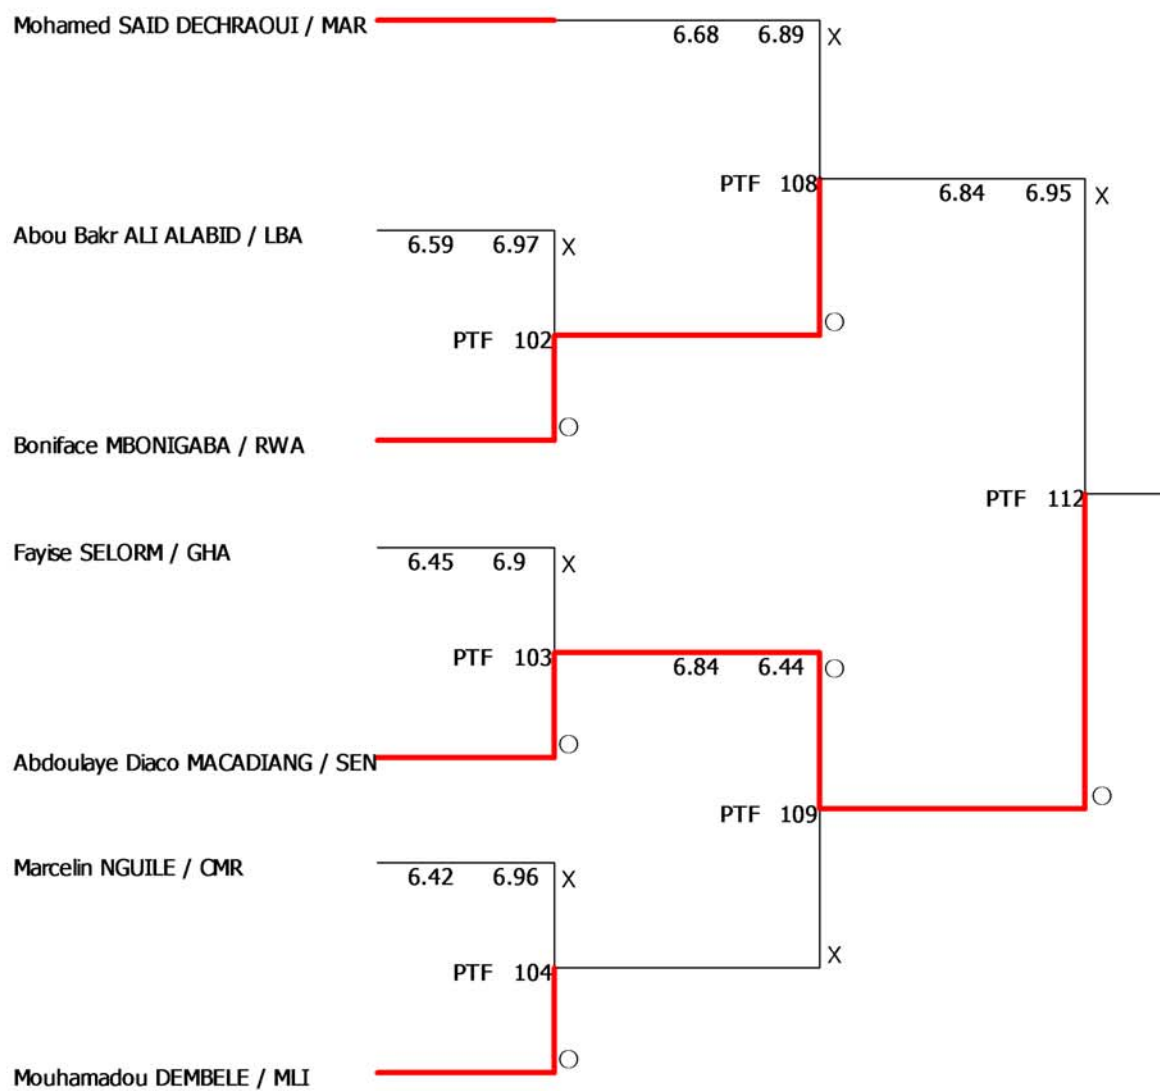 Mohamed SAID DECHRAOUI / MAR
6.68 6.89 X
PTF 108
6.84 6.95 X
Abou Bakr ALI ALABID / LBA
6.59 6.97 X
O
PTF 102
O
Boniface MBONIGABA / RWA
PTF 112
Fayise SELORM / GHA
6.45 6.9 X
PTF 103
6.84 6.44 O
O
Abdoulaye Diaco MACADIANG / SEN
O
PTF 109
Marcelin NGUILE / CMR
6.42 6.96 X
X
PTF 104
O
Mouhamadou DEMBELE / MLI